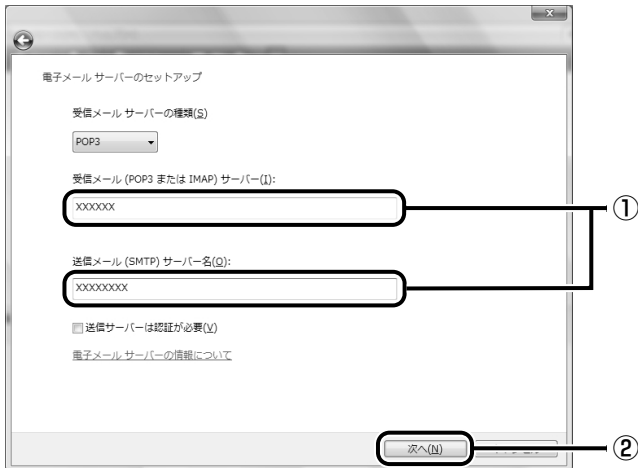 電子メール サーバーのセットアップ
受信メール サーバーの種類(S)
POP3
受信メール (POP3 または IMAP) サーバー(I):
XXXXXX
①
送信メール (SMTP) サーバー名(O):
XXXXXXXX
送信サーバーは認証が必要(V)
電子メール サーバーの情報について
次へ(N)
②